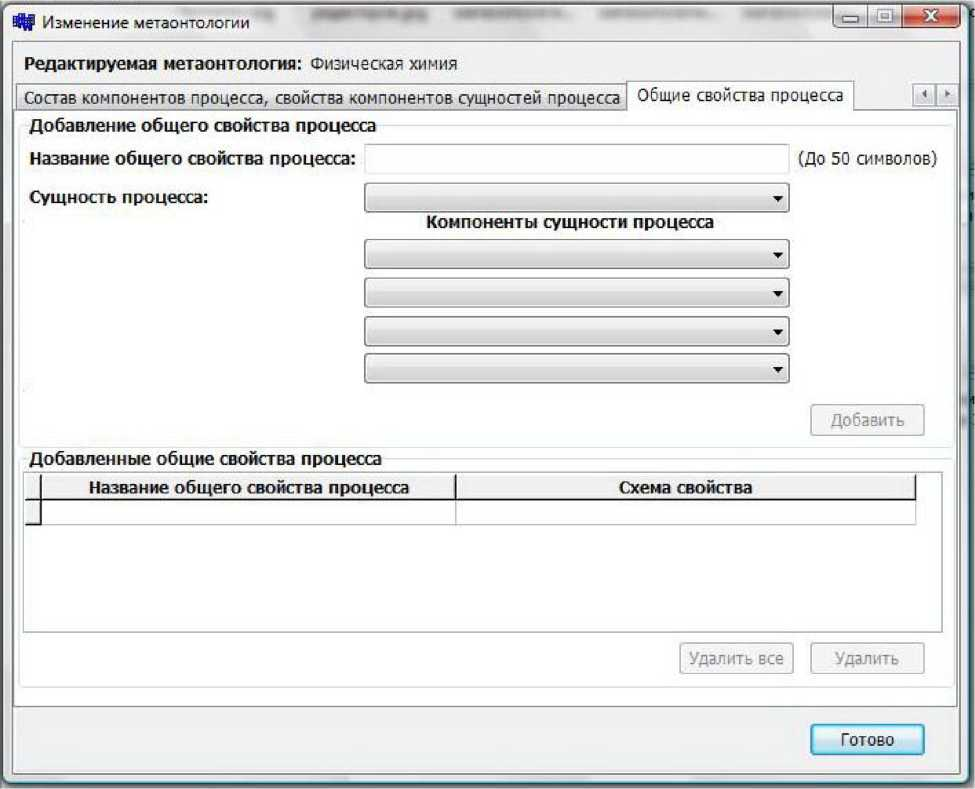 Изменение метаонтологии
Редактируемая метаонтология: Физическая химия
Состав компонентов процесса, свойства компонентов сущностей процесса Общие свойства процесса
Добавление общего свойства процесса
Название общего свойства процесса: (До 50 символов)
Сущность процесса:
Компоненты сущности процесса
Добавить
Добавленные общие свойства процесса
Название общего свойства процесса Схема свойства
Удалить все Удалить
Готово